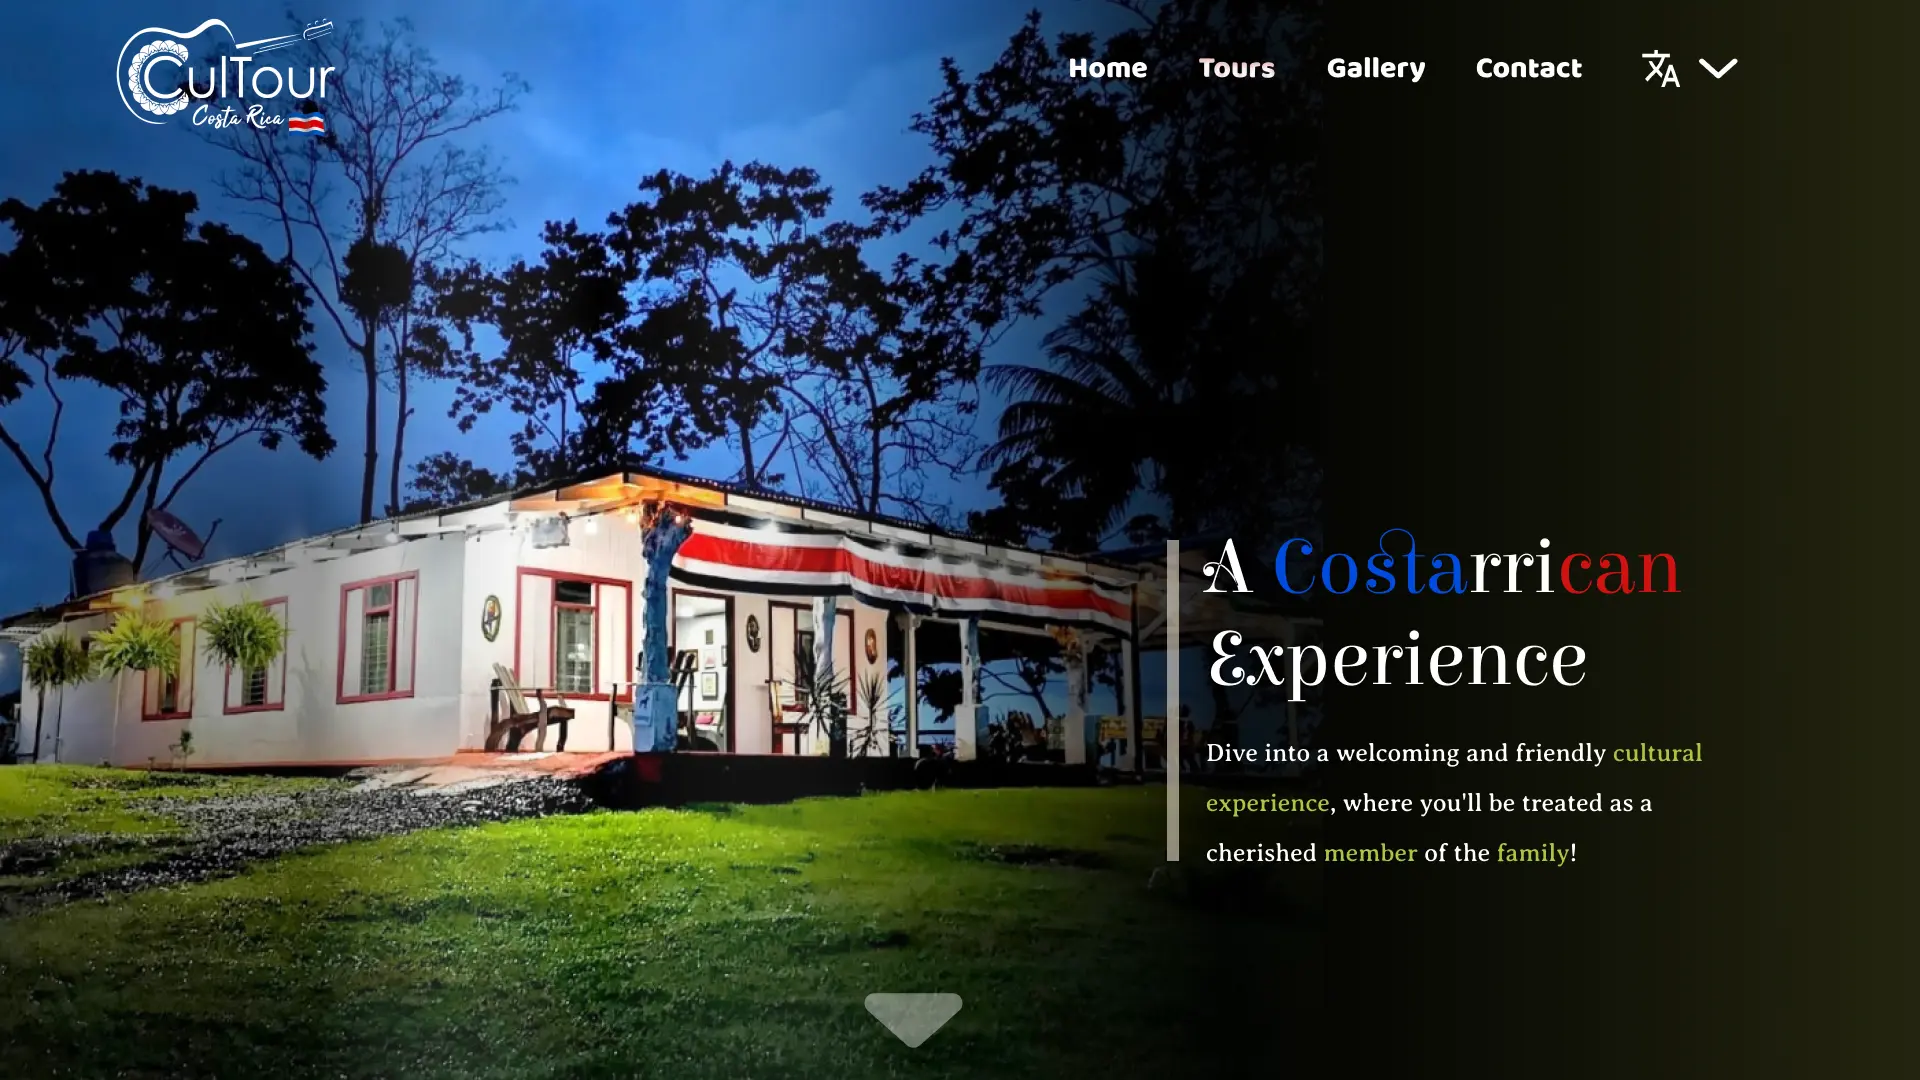 CulTour
Costa Rica
Home Tours Gallery Contact
A Costarrican
Experience
Dive into a welcoming and friendly cultural
experience, where you'll be treated as a
cherished member of the family!